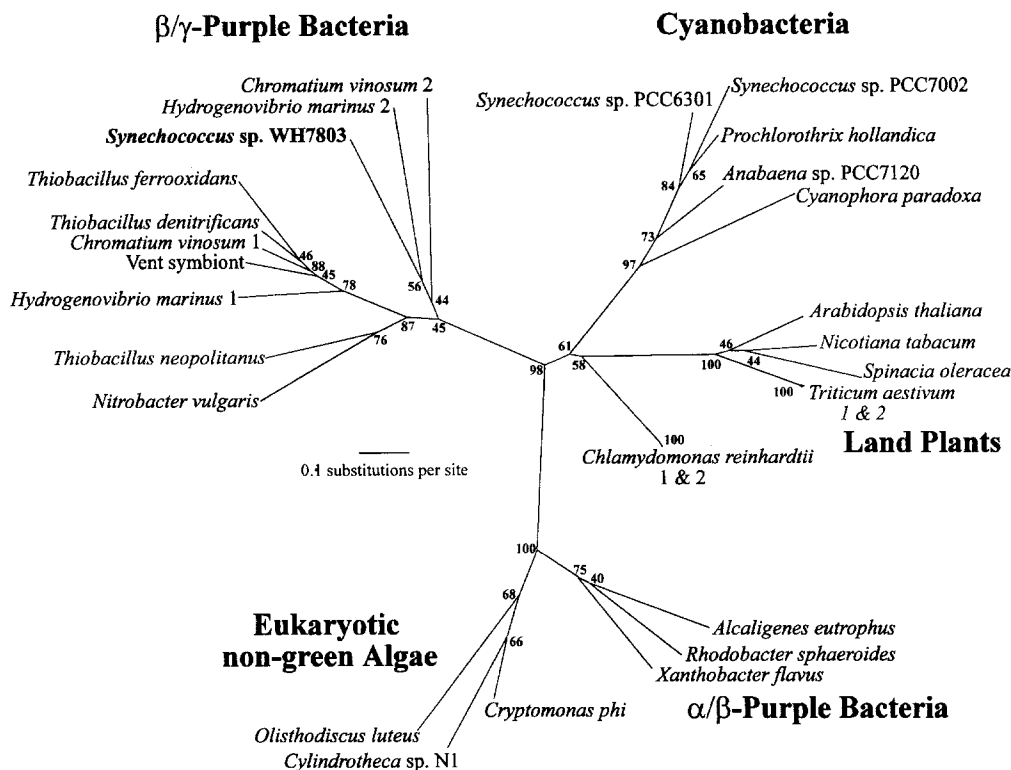 β/γ-Purple Bacteria
Cyanobacteria
Chromatium vinosum 2
Hydrogenovibrio marinus 2
Synechococcus sp. WH7803
Thiobacillus ferrooxidans
Thiobacillus denitrificans
Chromatium vinosum 1
Vent symbiont
Hydrogenovibrio marinus 1
Thiobacillus neopolitanus
Nitrobacter vulgaris
46
88
45
78
76
87
56
44
45
98
Synechococcus sp. PCC6301
Synechococcus sp. PCC7002
Prochlorothrix hollandica
Anabaena sp. PCC7120
Cyanophora paradoxa
65
84
73
97
61
58
Arabidopsis thaliana
Nicotiana tabacum
Spinacia oleracea
Triticum aestivum
1 & 2
46
44
100
100
Land Plants
100
Chlamydomonas reinhardtii
1 & 2
0.1 substitutions per site
100
75
40
68
66
Eukaryotic
non-green Algae
Alcaligenes eutrophus
Rhodobacter sphaeroides
Xanthobacter flavus
α/β-Purple Bacteria
Cryptomonas phi
Olisthodiscus luteus
Cylindrotheca sp. N1